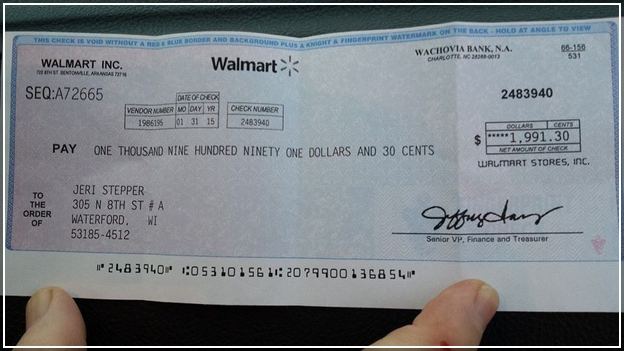 THIS CHECK IS VOID WITHOUT A RED & BLUE BORDER AND BACKGROUND PLUS A KNIGHT & FINGERPRINT WATERMARK ON THE BACK - HOLD AT ANGLE TO VIEW
WALMART INC.
702 8TH ST. BENTONVILLE, ARKANSAS 72716
Walmart
WACHOVIA BANK, N.A.
CHARLOTTE, NC 28288-0013
66-156
531
SEQ:A72665
2483940
VENDOR NUMBER
DATE OF CHECK
MO DAY YR
CHECK NUMBER
1986195
01 31 15
2483940
DOLLARS CENTS
$ *****1,991.30
NET AMOUNT OF CHECK
WALMART STORES, INC.
PAY ONE THOUSAND NINE HUNDRED NINETY ONE DOLLARS AND 30 CENTS
TO THE ORDER OF
JERI STEPPER
305 N 8TH ST # A
WATERFORD, WI
53185-4512
Senior VP, Finance and Treasurer
⑈2483940⑈ ⑆053101561⑆2079900136854⑈